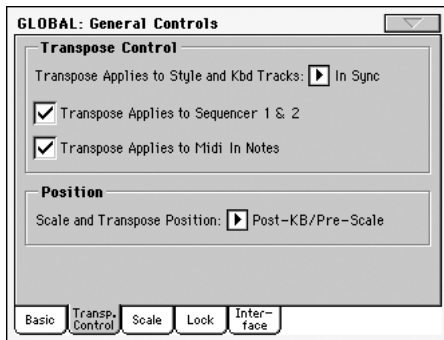 GLOBAL: General Controls
Transpose Control
Transpose Applies to Style and Kbd Tracks: In Sync
Transpose Applies to Sequencer 1 & 2
Transpose Applies to Midi In Notes
Position
Scale and Transpose Position: Post-KB/Pre-Scale
Basic Transp. Control Scale Lock Inter-face